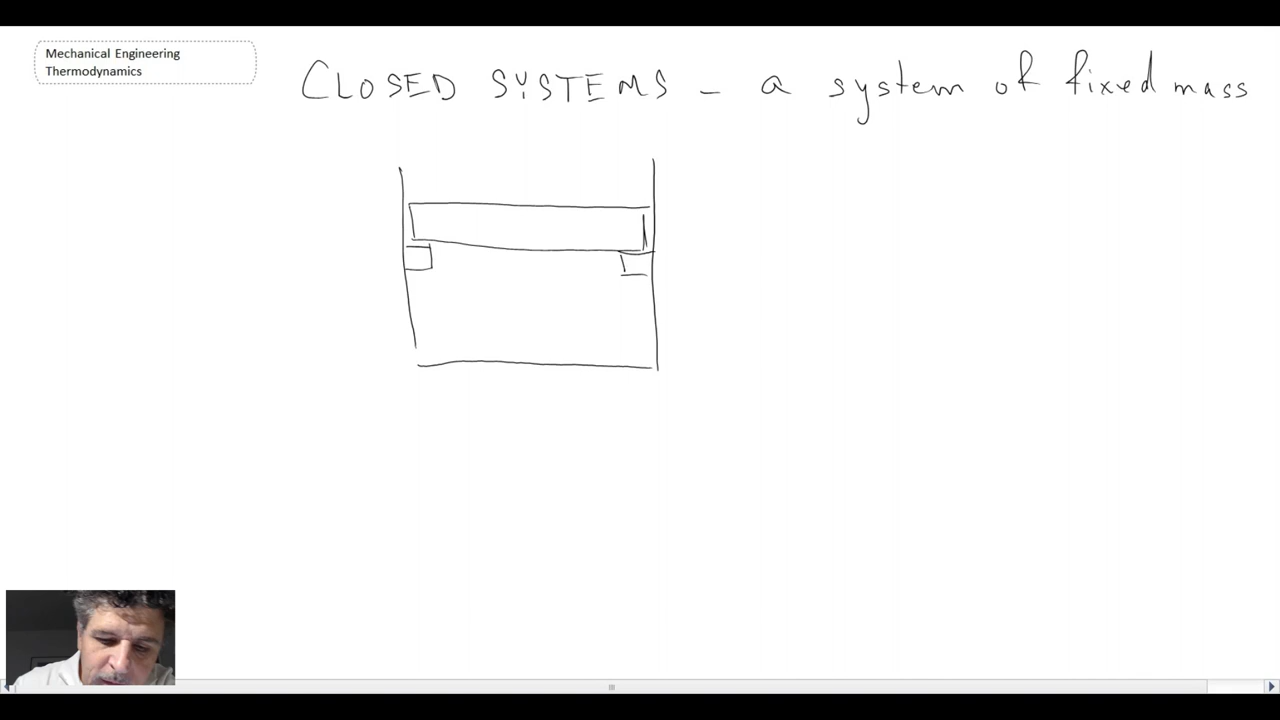 Mechanical Engineering
Thermodynamics
CLOSED SYSTEMS - a system of fixed mass